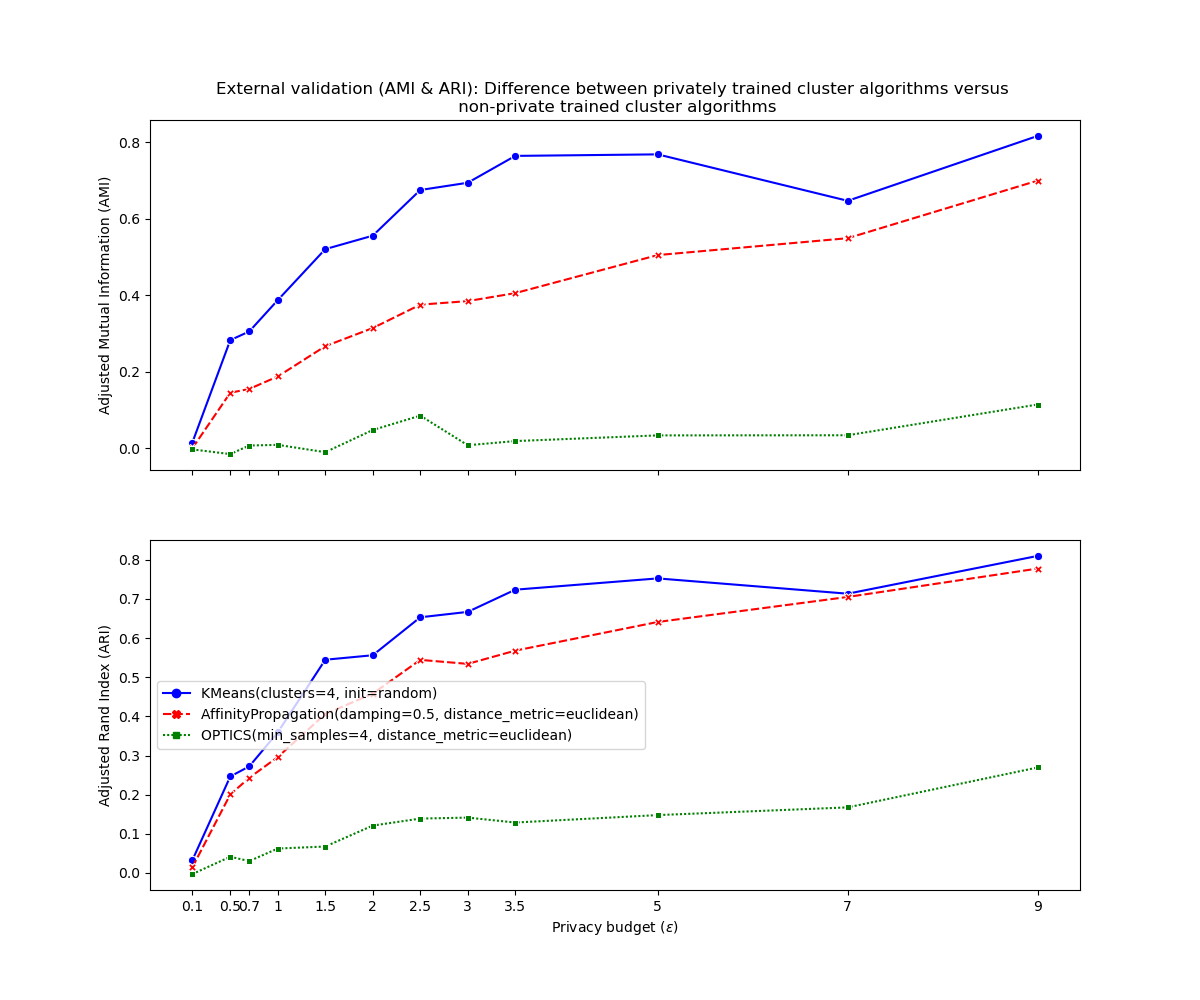 External validation (AMI & ARI): Difference between privately trained cluster algorithms versus
non-private trained cluster algorithms
Adjusted Mutual Information (AMI)
0.8
0.6
0.4
0.2
0.0
Adjusted Rand Index (ARI)
0.8
0.7
0.6
0.5
0.4
0.3
0.2
0.1
0.0
KMeans(clusters=4, init=random)
AffinityPropagation(damping=0.5, distance_metric=euclidean)
OPTICS(min_samples=4, distance_metric=euclidean)
0.1 0.5 0.7 1 1.5 2 2.5 3 3.5 5 7 9
Privacy budget (ε)